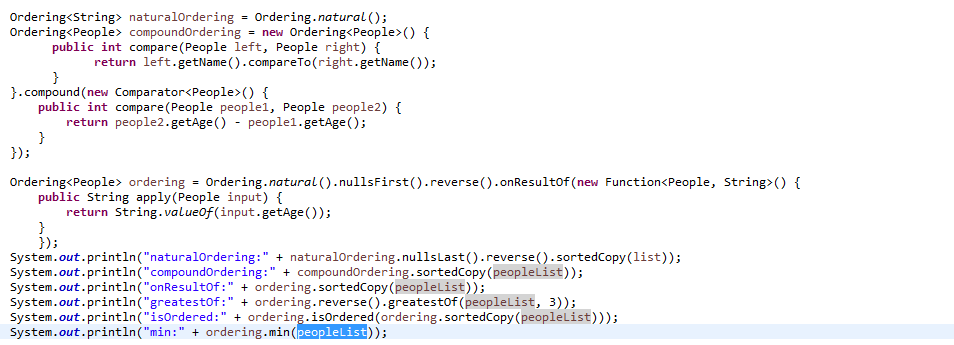 Ordering<String> naturalOrdering = Ordering.natural();
Ordering<People> compoundOrdering = new Ordering<People>() {
public int compare(People left, People right) {
return left.getName().compareTo(right.getName());
}
}.compound(new Comparator<People>() {
public int compare(People people1, People people2) {
return people2.getAge() - people1.getAge();
}
});
Ordering<People> ordering = Ordering.natural().nullsFirst().reverse().onResultOf(new Function<People, String>() {
public String apply(People input) {
return String.valueOf(input.getAge());
}
});
System.out.println("naturalOrdering:" + naturalOrdering.nullsLast().reverse().sortedCopy(list));
System.out.println("compoundOrdering:" + compoundOrdering.sortedCopy(peopleList));
System.out.println("onResultOf:" + ordering.sortedCopy(peopleList));
System.out.println("greatestOf:" + ordering.reverse().greatestOf(peopleList, 3));
System.out.println("isOrdered:" + ordering.isOrdered(ordering.sortedCopy(peopleList)));
System.out.println("min:" + ordering.min(peopleList));